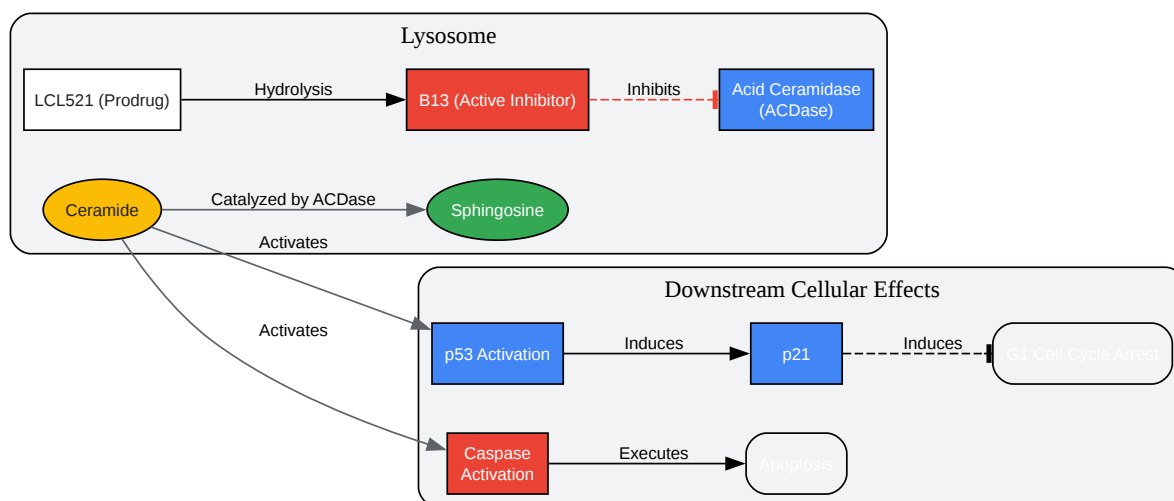 Lysosome
LCL521 (Prodrug)
Hydrolysis
B13 (Active Inhibitor)
Inhibits
Acid Ceramidase
(ACDase)
Ceramide
Catalyzed by ACDase
Sphingosine
Activates
Downstream Cellular Effects
Activates
p53 Activation
Induces
p21
Induces
G1 Cell Cycle Arrest
Caspase
Activation
Executes
Apoptosis